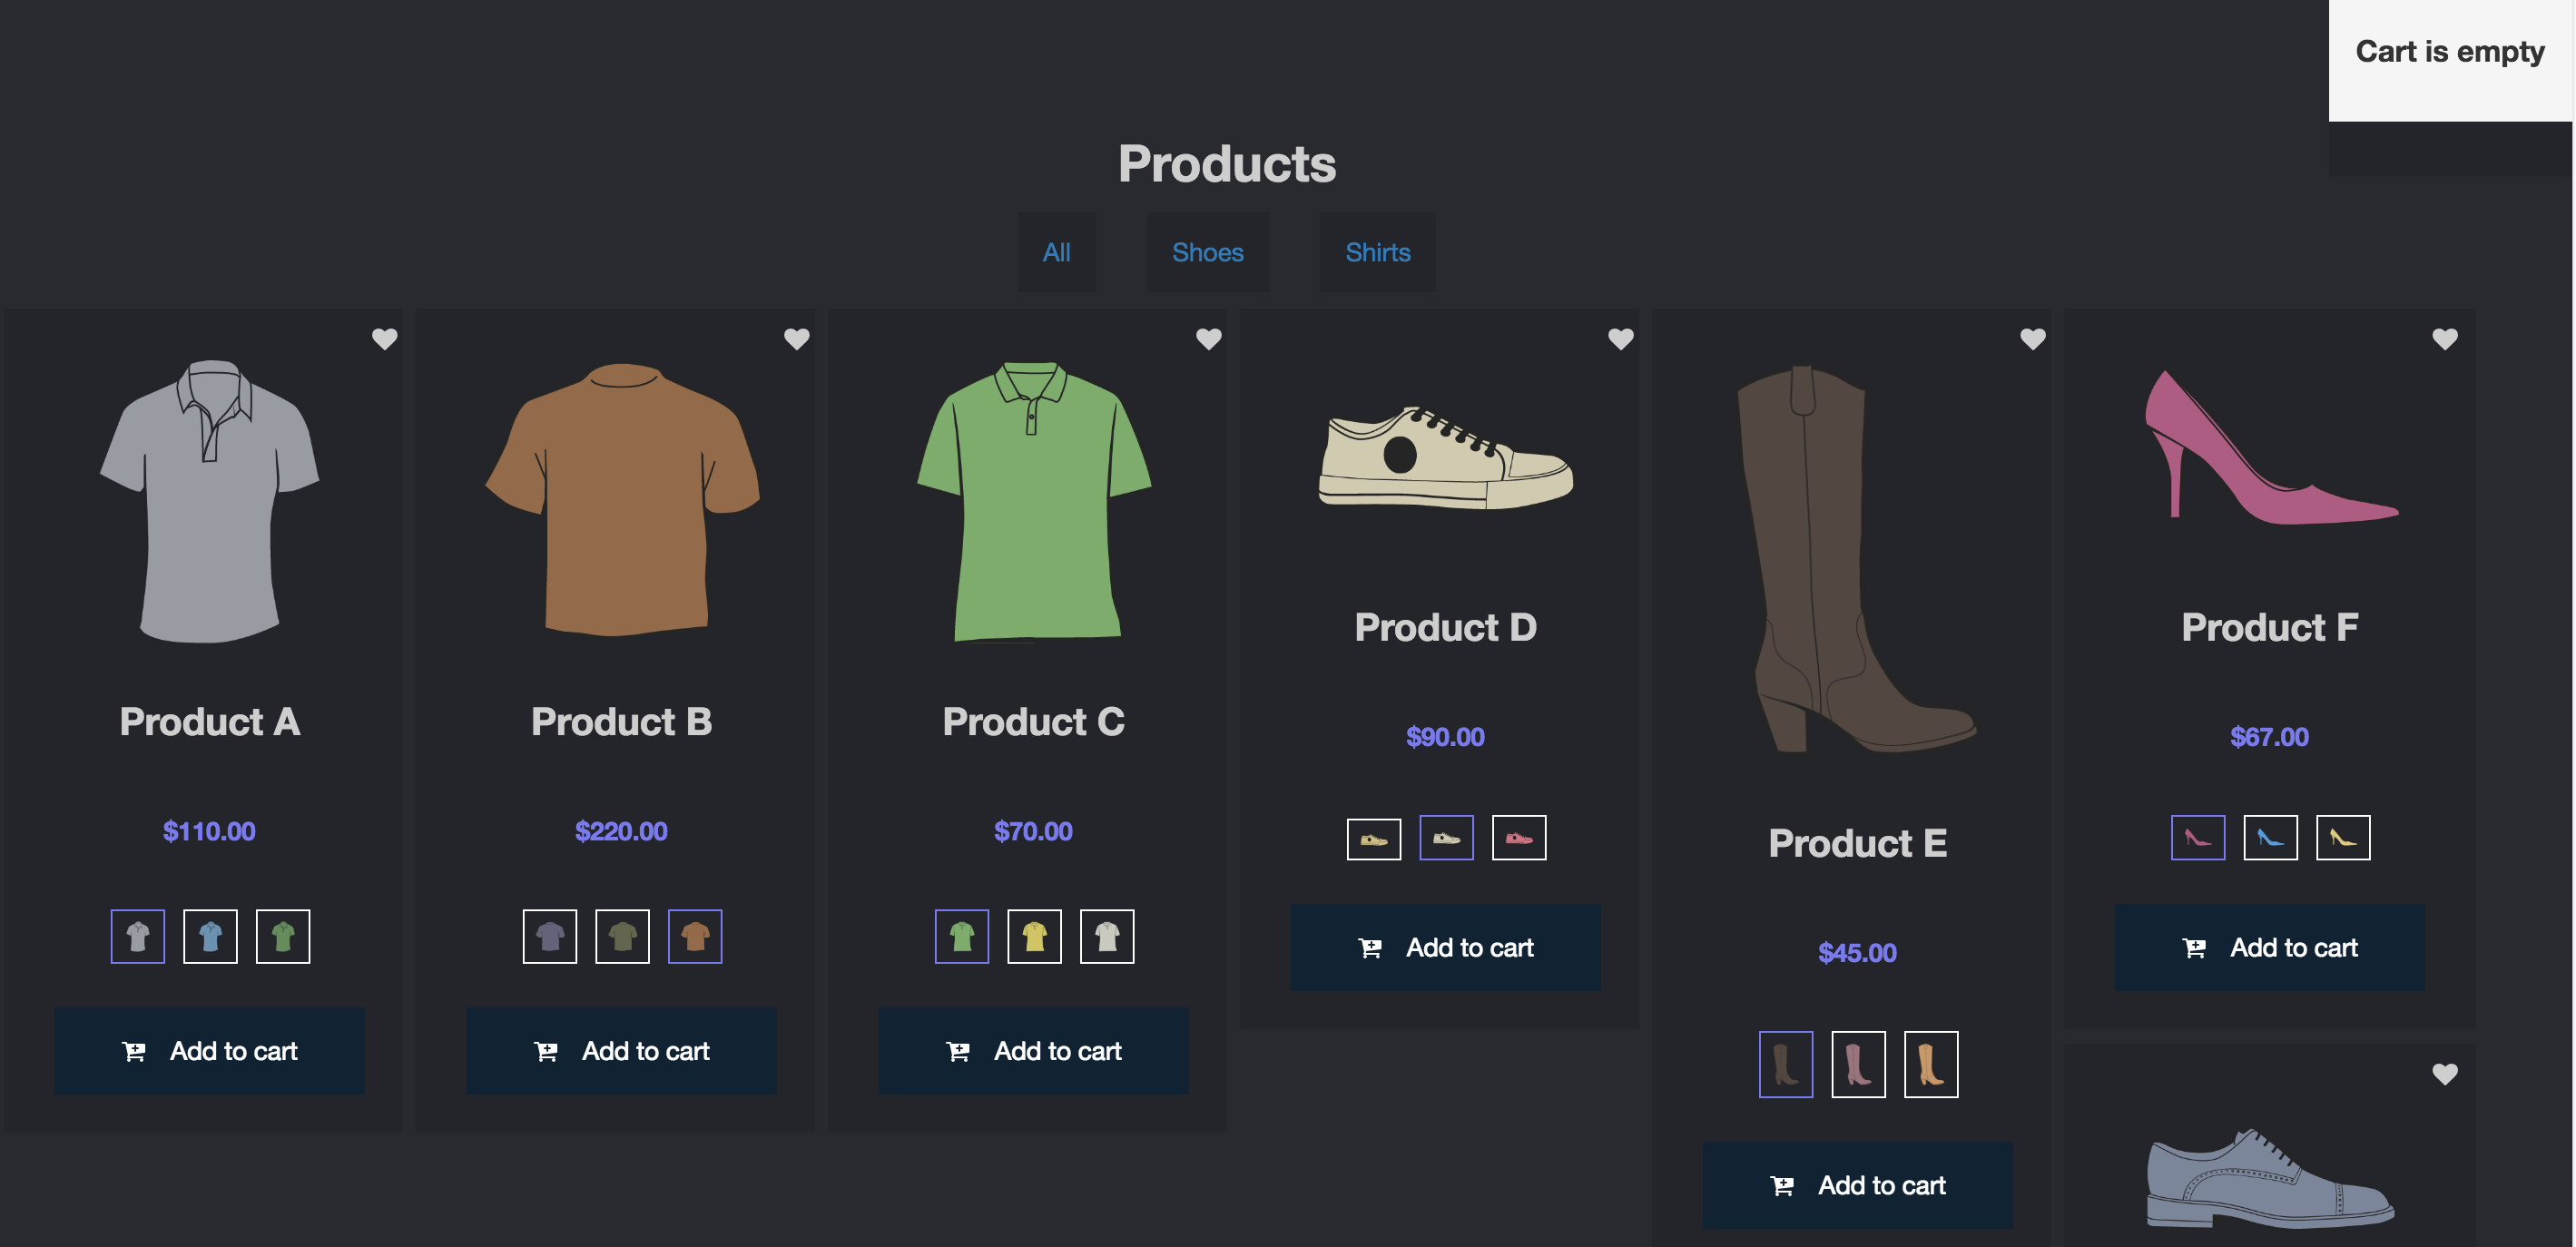 Cart is empty
Products
All
Shoes
Shirts
Product A
$110.00
Add to cart
Product B
$220.00
Add to cart
Product C
$70.00
Add to cart
Product D
$90.00
Add to cart
Product E
$45.00
Add to cart
Product F
$67.00
Add to cart